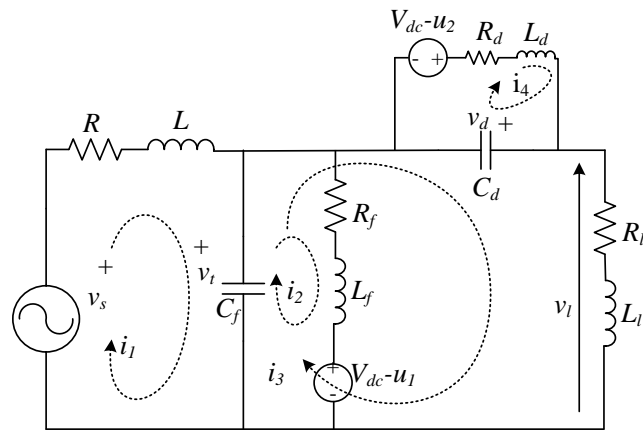 V_dc-u_2
R_d
L_d
- +
i_4
v_d +
C_d
R
L
+
v_s
i_1
+
v_t
C_f
i_2
i_3
R_f
L_f
+
-
V_dc-u_1
v_l
R_l
L_l